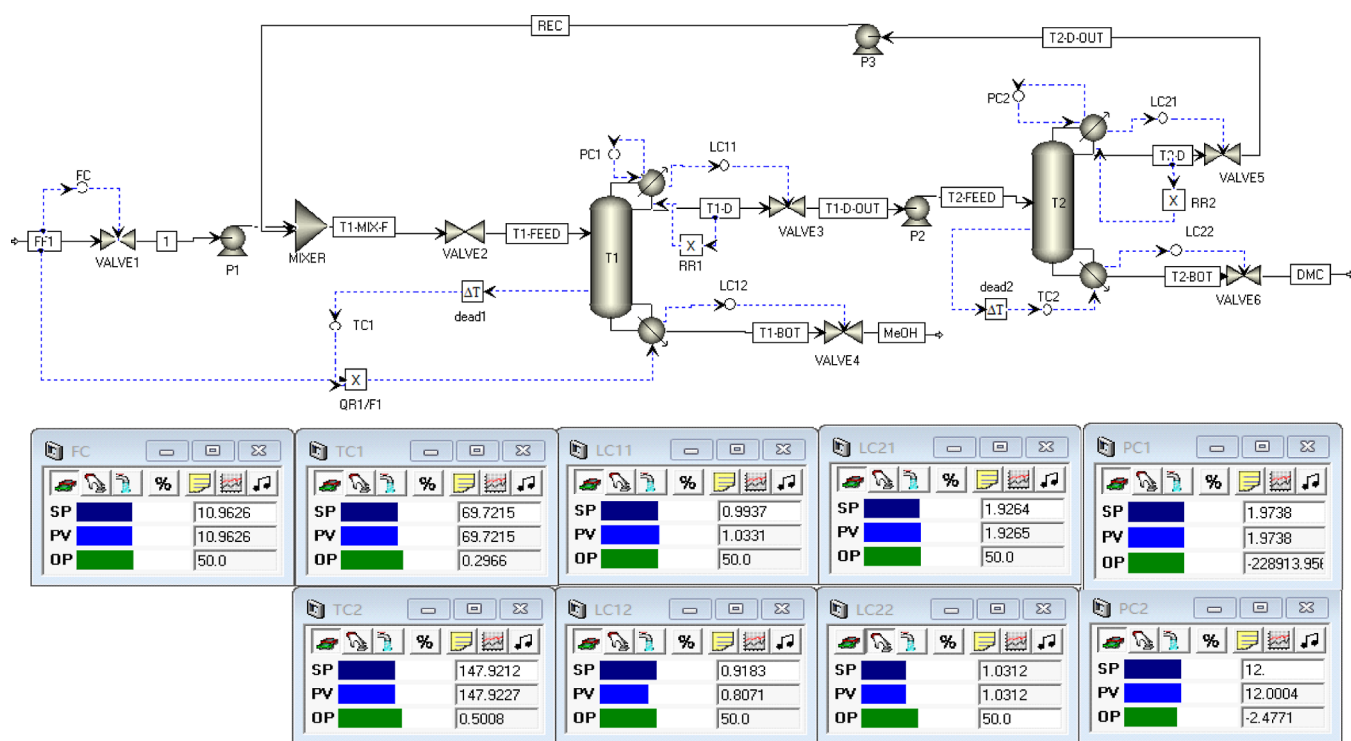 REC
P3
T2-D-OUT
PC2
LC21
FC
PC1
LC11
T2-D
VALVE5
FF1
VALVE1
1
P1
MIXER
T1-MIX-F
VALVE2
T1-FEED
T1
T1-D
VALVE3
T1-D-OUT
P2
T2-FEED
T2
X
RR2
X
RR1
LC22
T2-BOT
VALVE6
DMC
ΔT
dead1
LC12
dead2
ΔT
TC2
TC1
T1-BOT
VALVE4
MeOH
X
QR1/F1
FC
%
SP 10.9626
PV 10.9626
OP 50.0
TC1
%
SP 69.7215
PV 69.7215
OP 0.2966
LC11
%
SP 0.9937
PV 1.0331
OP 50.0
LC21
%
SP 1.9264
PV 1.9265
OP 50.0
PC1
%
SP 1.9738
PV 1.9738
OP -228913.956
TC2
%
SP 147.9212
PV 147.9227
OP 0.5008
LC12
%
SP 0.9183
PV 0.8071
OP 50.0
LC22
%
SP 1.0312
PV 1.0312
OP 50.0
PC2
%
SP 12.
PV 12.0004
OP -2.4771